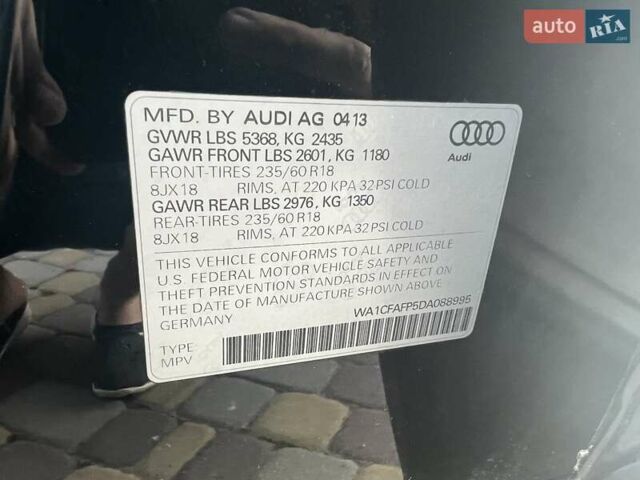 auto RIA .com
MFD. BY AUDI AG 0413
GVWR LBS 5368, KG 2435
GAWR FRONT LBS 2601, KG 1180
FRONT-TIRES 235/60 R18
8JX18 RIMS, AT 220 KPA 32 PSI COLD
GAWR REAR LBS 2976, KG 1350
REAR-TIRES 235/60 R18
8JX18 RIMS, AT 220 KPA 32 PSI COLD
Audi
THIS VEHICLE CONFORMS TO ALL APPLICABLE
U.S. FEDERAL MOTOR VEHICLE SAFETY AND
THEFT PREVENTION STANDARDS IN EFFECT ON
THE DATE OF MANUFACTURE SHOWN ABOVE.
GERMANY
WA1CFAFP5DA088995
TYPE:
MPV